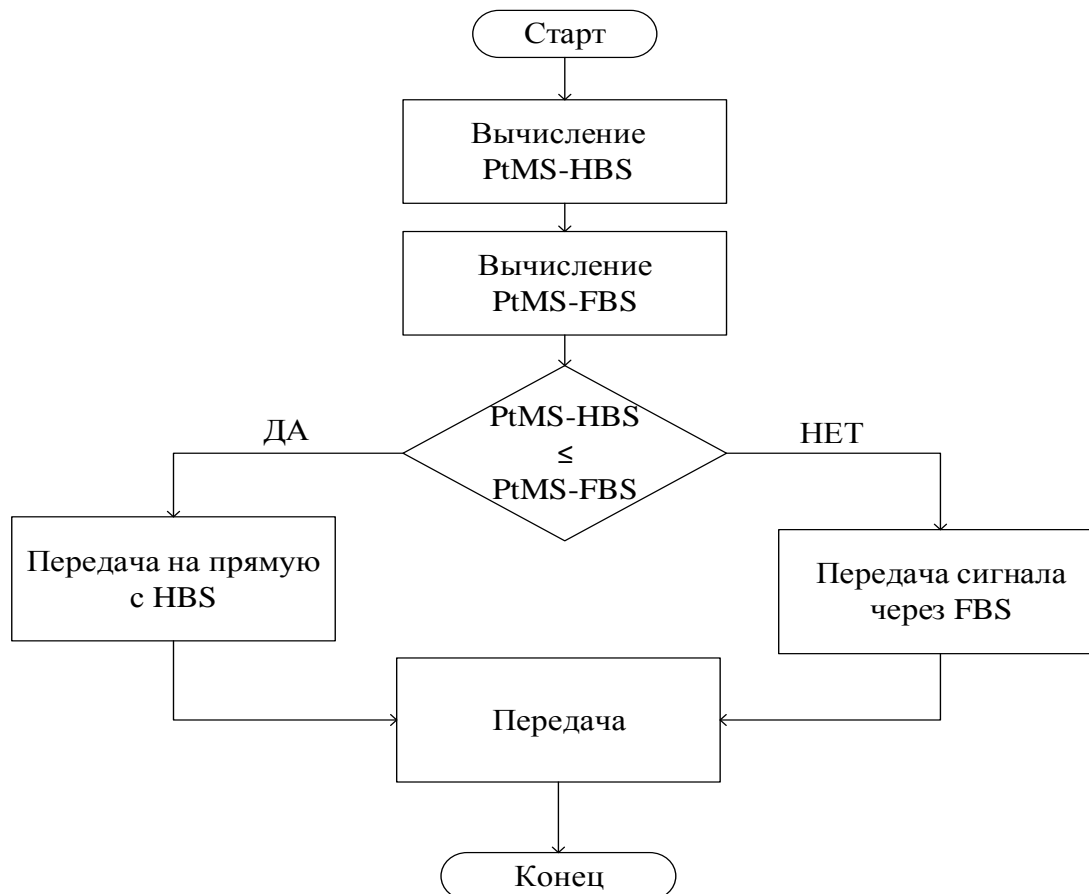 Старт
Вычисление
PtMS-HBS
Вычисление
PtMS-FBS
PtMS-HBS
≤
PtMS-FBS
ДА
НЕТ
Передача на прямую
с HBS
Передача сигнала
через FBS
Передача
Конец